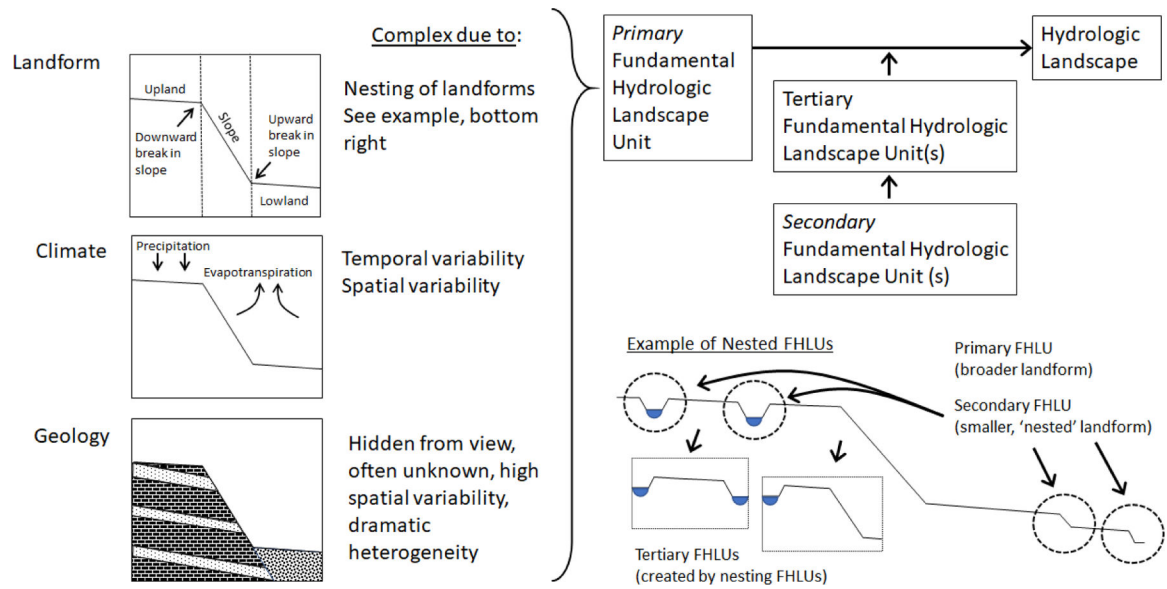 Complex due to:
Landform
Upland
Slope
Downward
break in
slope
Upward
break in
slope
Lowland
Nesting of landforms
See example, bottom
right
Climate
Precipitation
Evapotranspiration
Temporal variability
Spatial variability
Geology
Hidden from view,
often unknown, high
spatial variability,
dramatic
heterogeneity
Primary
Fundamental
Hydrologic
Landscape
Unit
Hydrologic
Landscape
Tertiary
Fundamental Hydrologic
Landscape Unit(s)
Secondary
Fundamental Hydrologic
Landscape Unit (s)
Example of Nested FHLUs
Primary FHLU
(broader landform)
Secondary FHLU
(smaller, ‘nested’ landform)
Tertiary FHLUs
(created by nesting FHLUs)